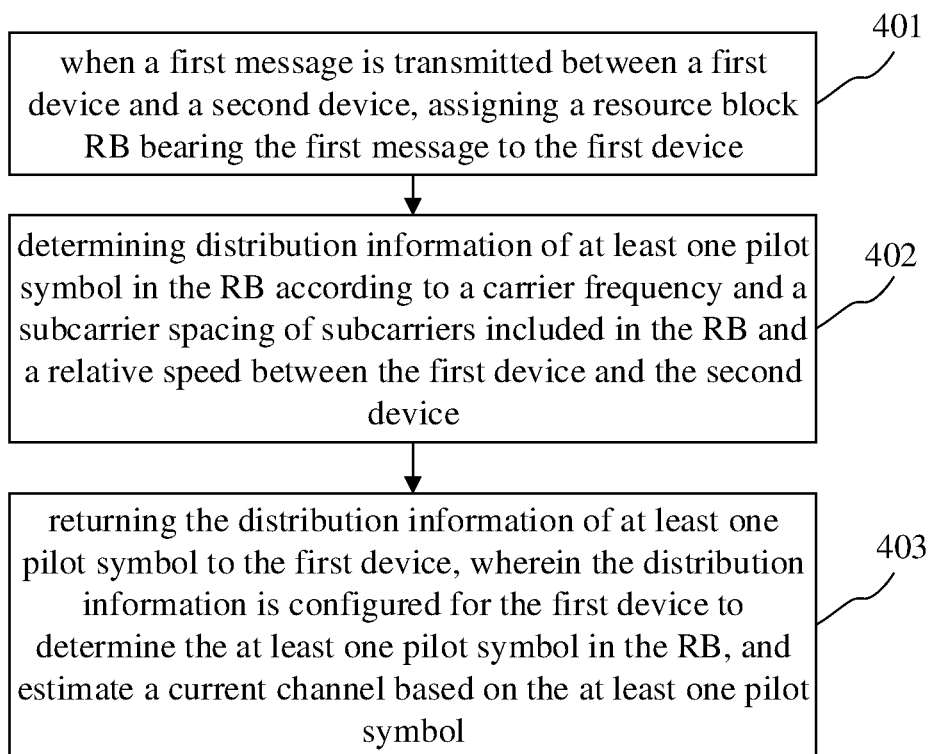 401
when a first message is transmitted between a first
device and a second device, assigning a resource block
RB bearing the first message to the first device
402
determining distribution information of at least one pilot
symbol in the RB according to a carrier frequency and a
subcarrier spacing of subcarriers included in the RB and
a relative speed between the first device and the second
device
403
returning the distribution information of at least one
pilot symbol to the first device, wherein the distribution
information is configured for the first device to
determine the at least one pilot symbol in the RB, and
estimate a current channel based on the at least one pilot
symbol